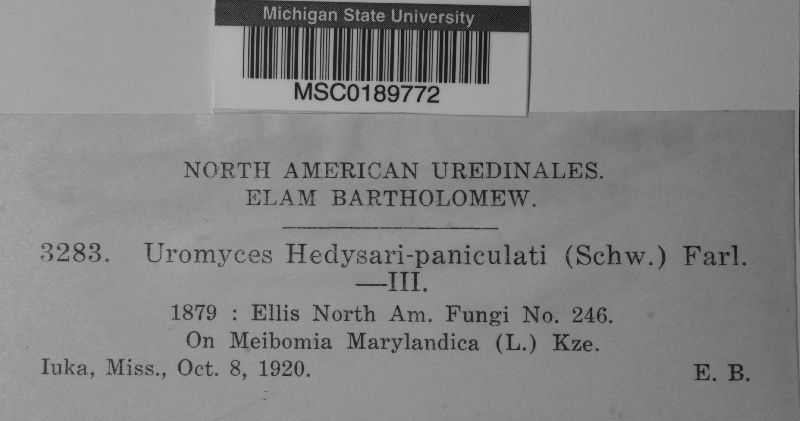 Michigan State University
MSC0189772
NORTH AMERICAN UREDINALES.
ELAM BARTHOLOMEW.
3283. Uromyces Hedysari-paniculati (Schw.) Farl.
—III.
1879 : Ellis North Am. Fungi No. 246.
On Meibomia Marylandica (L.) Kze.
Iuka, Miss., Oct. 8, 1920.
E. B.